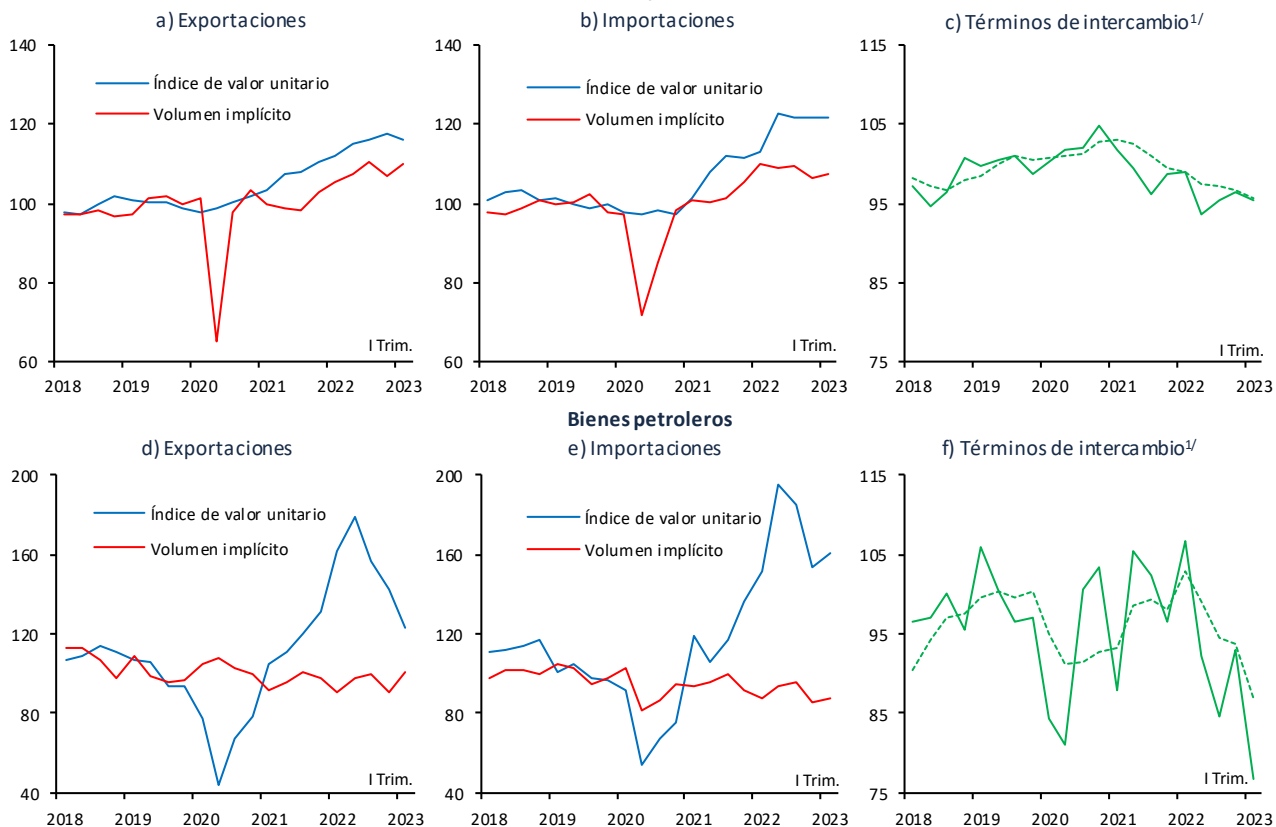 a) Exportaciones
140
120
100
80
60
Índice de valor unitario
Volumen implícito
I Trim.
2018 2019 2020 2021 2022 2023
b) Importaciones
140
120
100
80
60
Índice de valor unitario
Volumen implícito
I Trim.
2018 2019 2020 2021 2022 2023
c) Términos de intercambio1/
115
105
95
85
75
I Trim.
2018 2019 2020 2021 2022 2023
Bienes petroleros
d) Exportaciones
200
160
120
80
40
Índice de valor unitario
Volumen implícito
I Trim.
2018 2019 2020 2021 2022 2023
e) Importaciones
200
160
120
80
40
Índice de valor unitario
Volumen implícito
I Trim.
2018 2019 2020 2021 2022 2023
f) Términos de intercambio1/
115
105
95
85
75
I Trim.
2018 2019 2020 2021 2022 2023